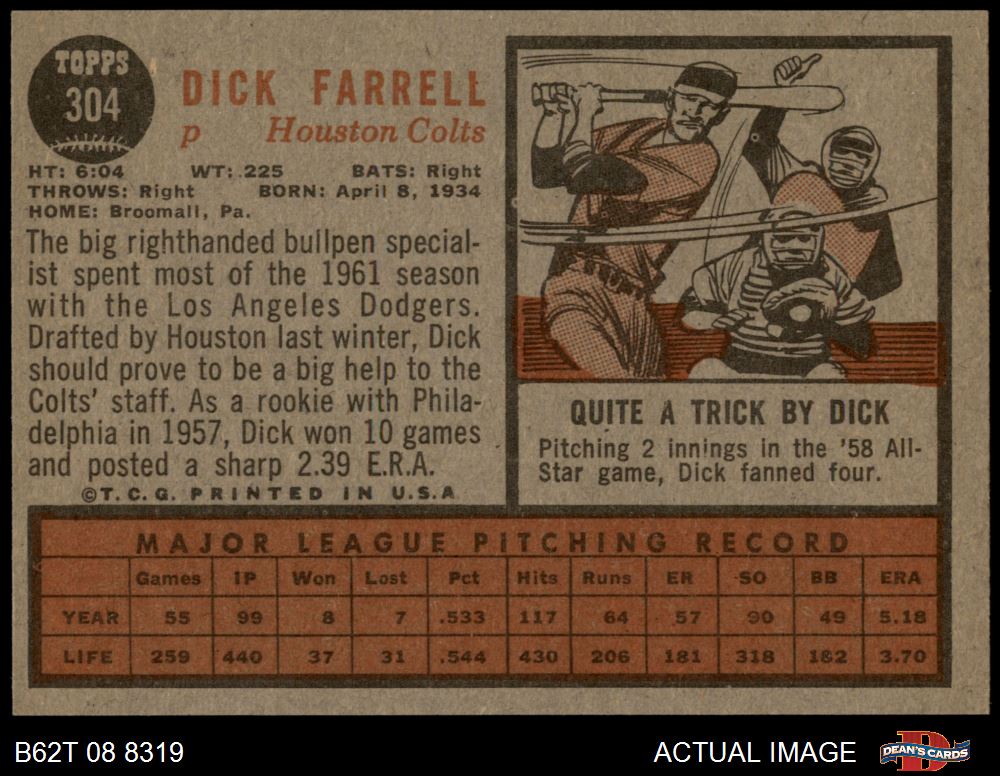 TOPPS
304
DICK FARRELL
p Houston Colts
HT: 6:04 WT: 225 BATS: Right
THROWS: Right BORN: April 8, 1934
HOME: Broomall, Pa.
The big righthanded bullpen special-
ist spent most of the 1961 season
with the Los Angeles Dodgers.
Drafted by Houston last winter, Dick
should prove to be a big help to the
Colts' staff. As a rookie with Phila-
delphia in 1957, Dick won 10 games
and posted a sharp 2.39 E.R.A.
©T.C.G. PRINTED IN U.S.A
QUITE A TRICK BY DICK
Pitching 2 innings in the '58 All-
Star game, Dick fanned four.
MAJOR LEAGUE PITCHING RECORD
Games IP Won Lost Pct Hits Runs ER SO BB ERA
YEAR 55 99 8 7 .533 117 64 57 90 49 5.18
LIFE 259 440 37 31 .544 430 206 181 318 182 3.70
B62T 08 8319 ACTUAL IMAGE DEAN'S CARDS